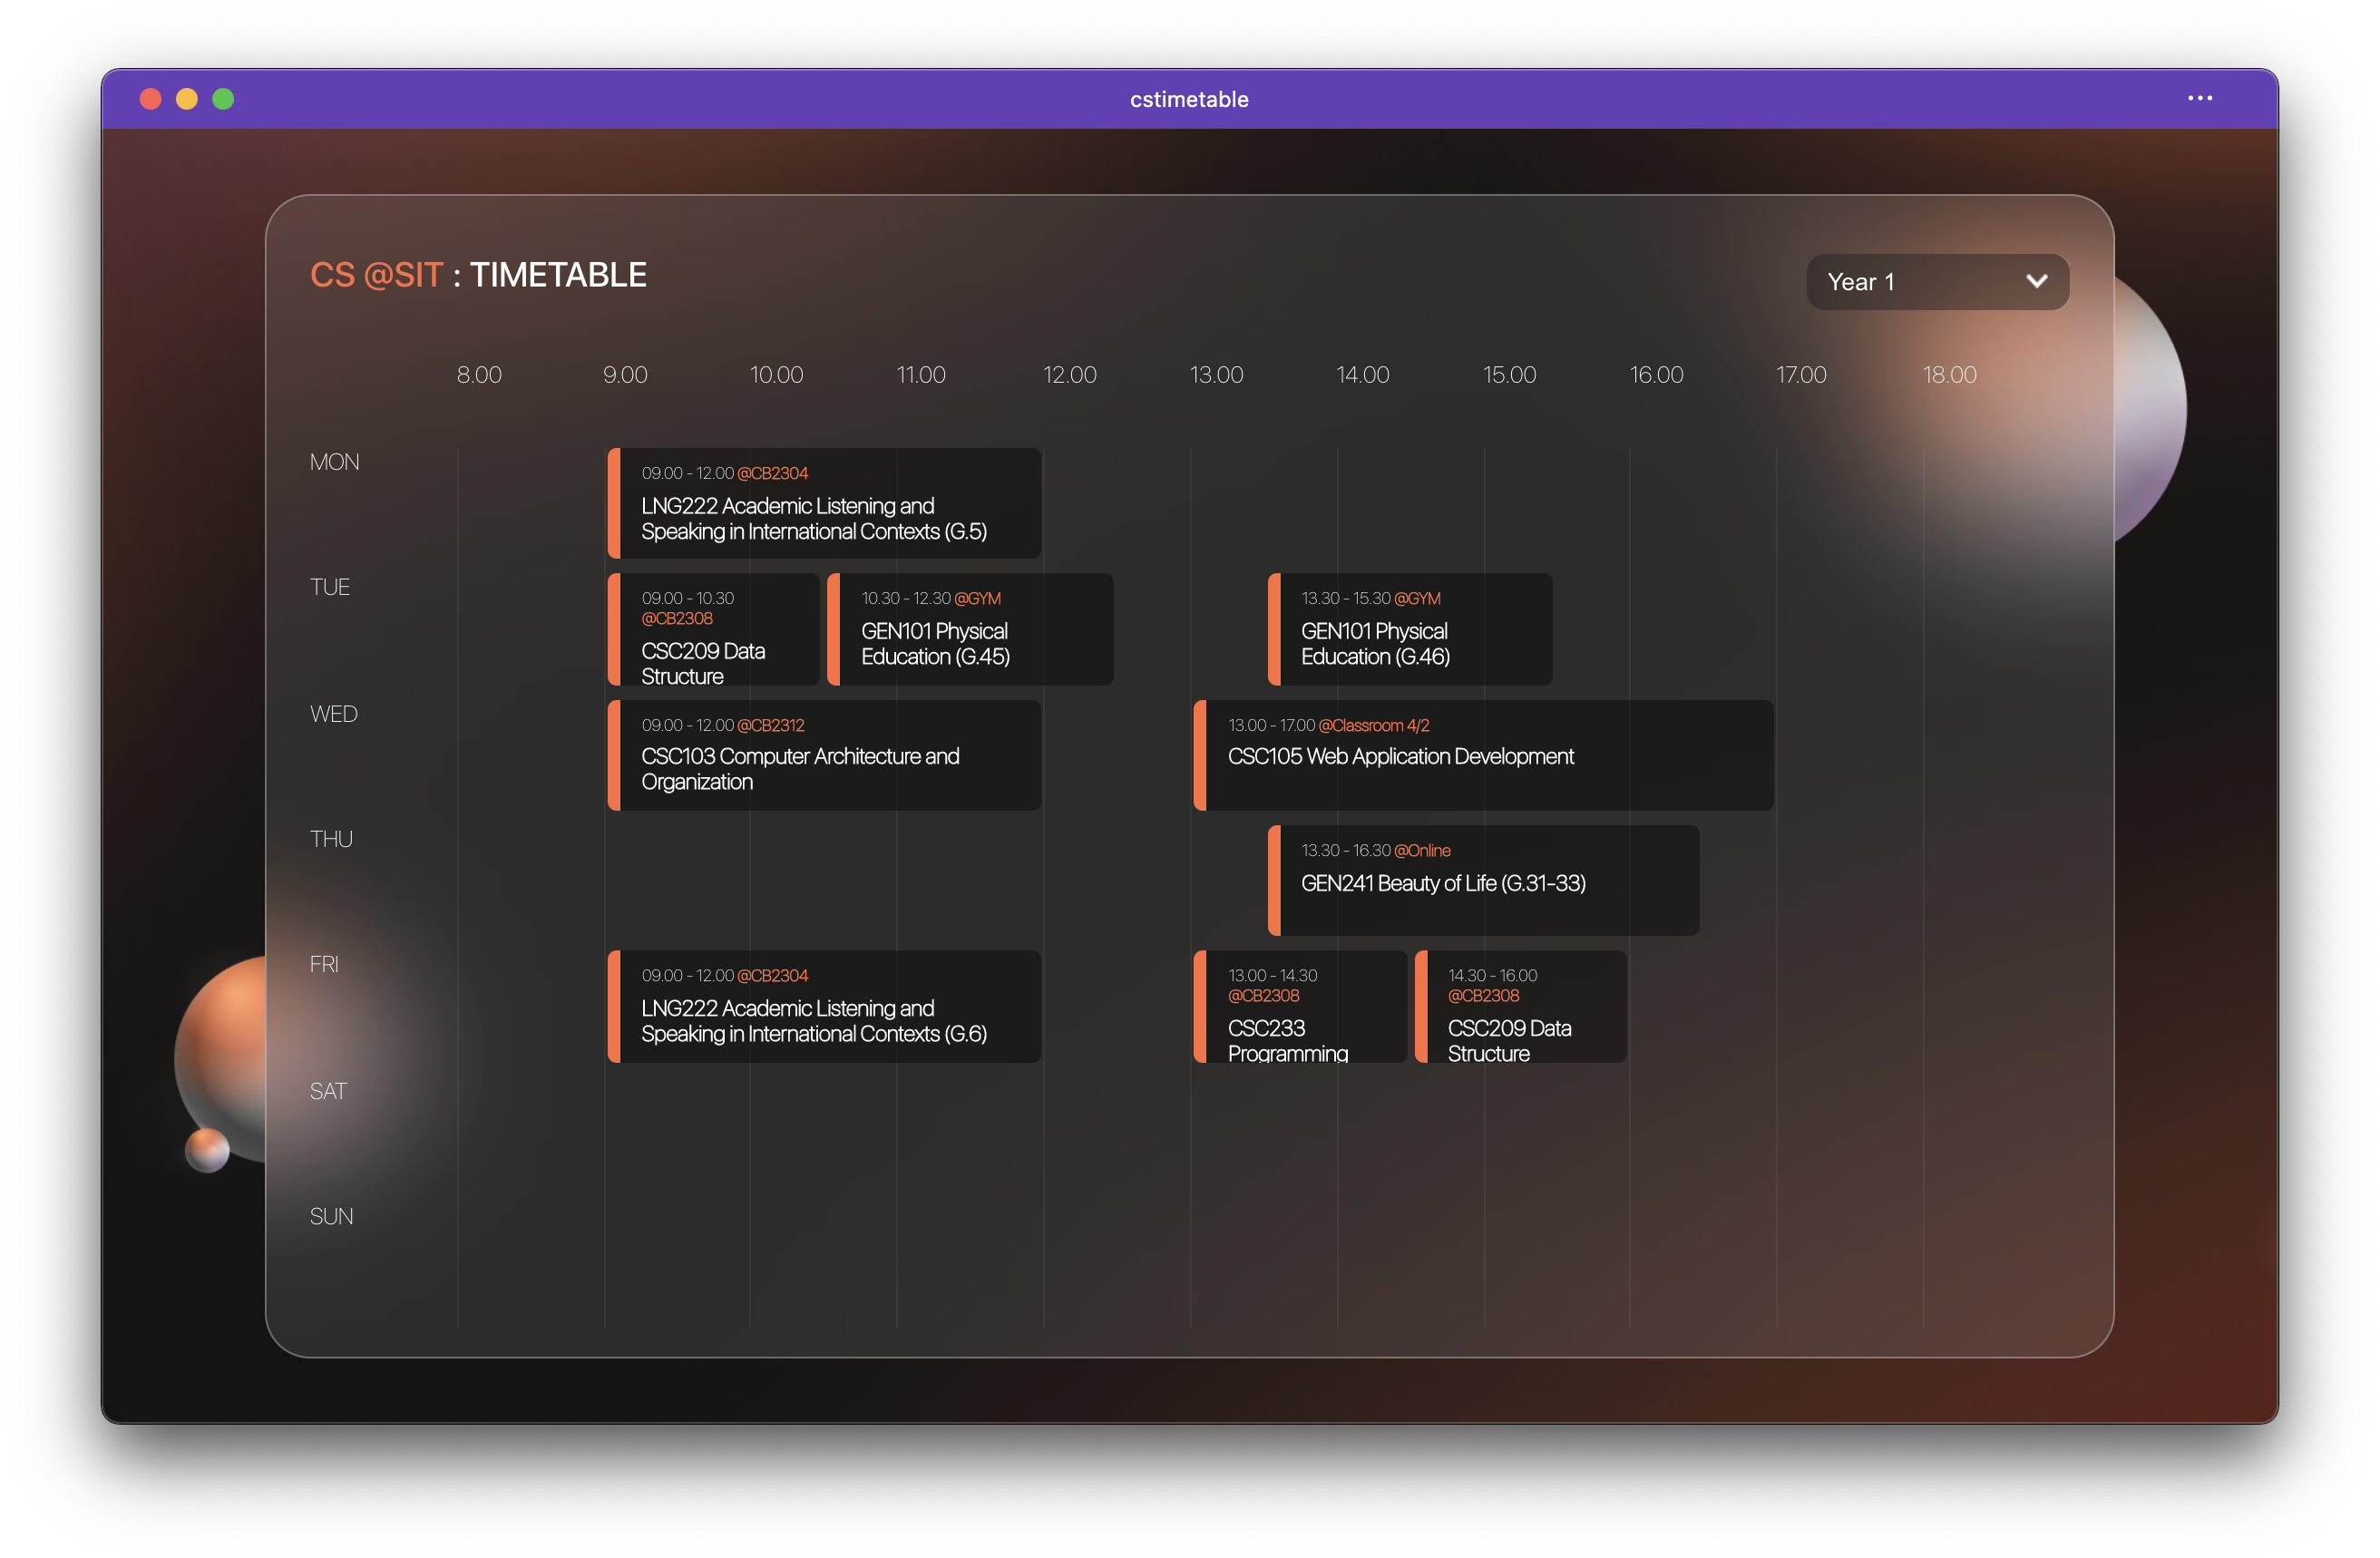 cstimetable
CS @SIT : TIMETABLE
Year 1
8.00 9.00 10.00 11.00 12.00 13.00 14.00 15.00 16.00 17.00 18.00
MON
09.00 - 12.00 @CB2304
LNG222 Academic Listening and
Speaking in International Contexts (G.5)
TUE
09.00 - 10.30
@CB2308
CSC209 Data
Structure
10.30 - 12.30 @GYM
GEN101 Physical
Education (G.45)
13.30 - 15.30 @GYM
GEN101 Physical
Education (G.46)
WED
09.00 - 12.00 @CB2312
CSC103 Computer Architecture and
Organization
13.00 - 17.00 @Classroom 4/2
CSC105 Web Application Development
THU
13.30 - 16.30 @Online
GEN241 Beauty of Life (G.31-33)
FRI
09.00 - 12.00 @CB2304
LNG222 Academic Listening and
Speaking in International Contexts (G.6)
13.00 - 14.30
@CB2308
CSC233
Programming
14.30 - 16.00
@CB2308
CSC209 Data
Structure
SAT
SUN